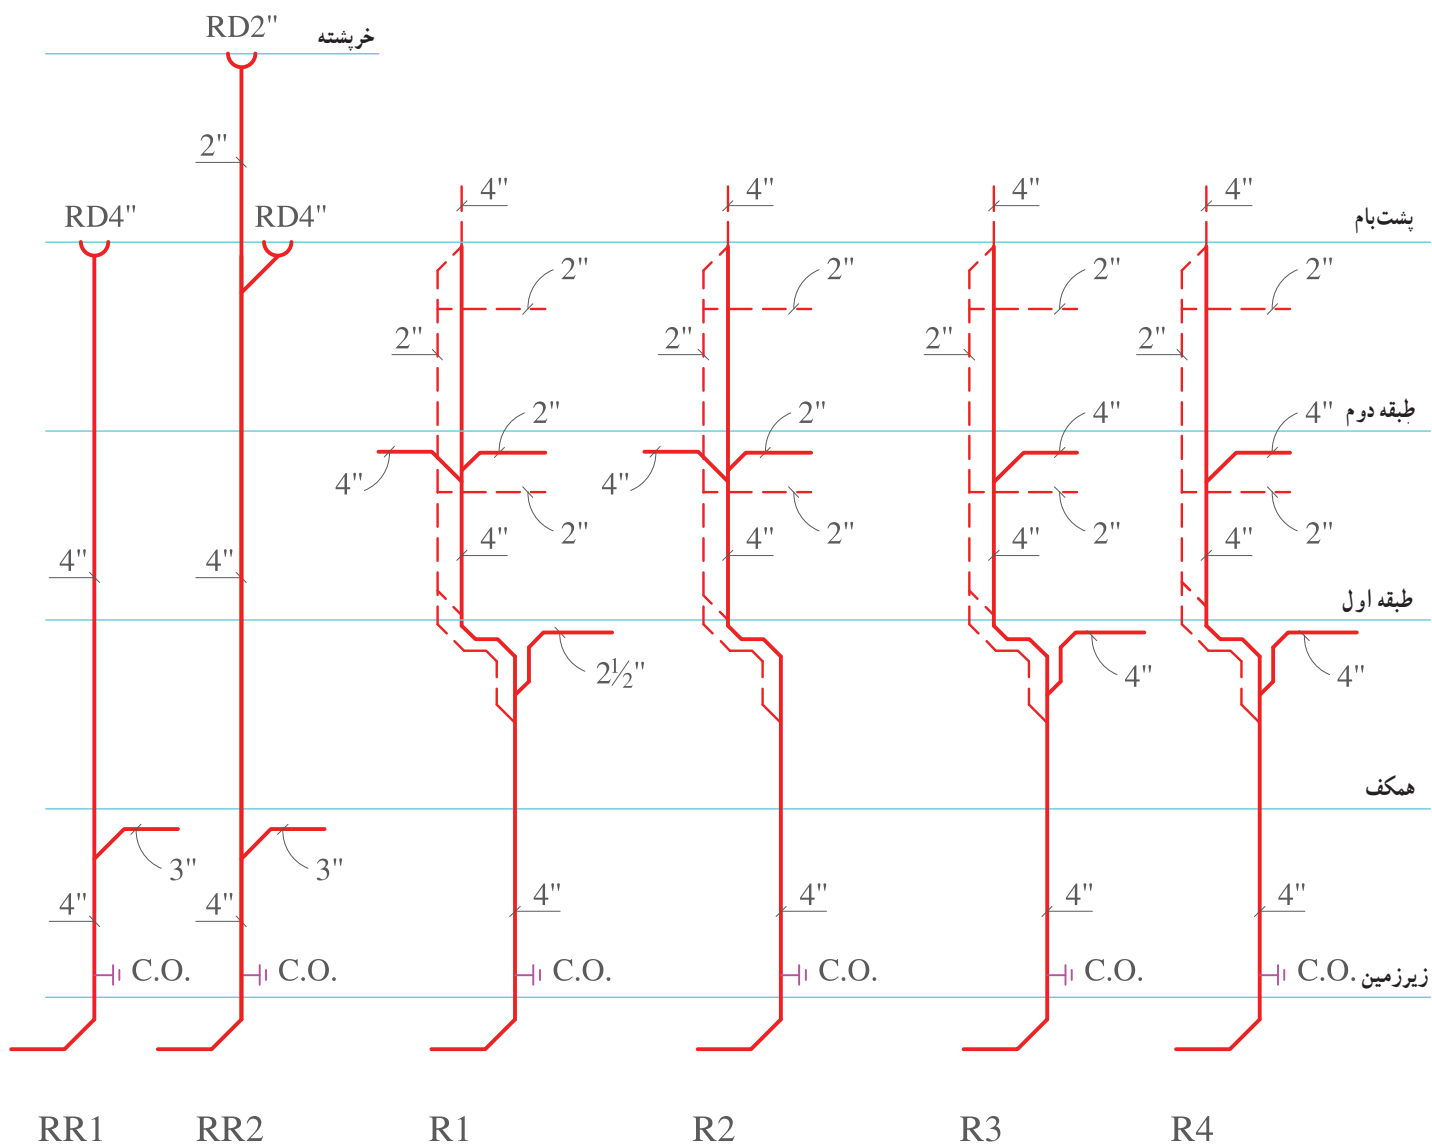 RD2" خرپشته
2"
RD4" RD4" 4" 4" 4" 4" پشت‌بام
2" 2" 2" 2"
2" 2" 2" 2"
2" 2" 4" 4" طبقه دوم
4" 4"
2" 2" 2" 2"
4" 4" 4" 4" 4" 4"
طبقه اول
2½" 4" 4"
همکف
3" 3"
4" 4" 4" 4" 4" 4"
C.O. C.O. C.O. C.O. C.O. C.O. زیرزمین
RR1 RR2 R1 R2 R3 R4